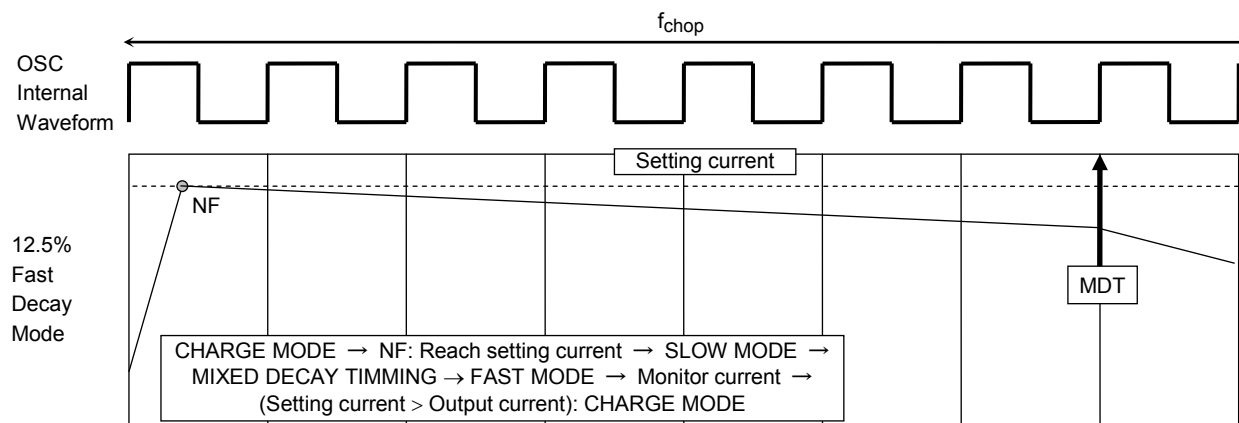 fchop
OSC
Internal
Waveform
Setting current
NF
12.5%
Fast
Decay
Mode
MDT
CHARGE MODE → NF: Reach setting current → SLOW MODE →
MIXED DECAY TIMMING → FAST MODE → Monitor current →
(Setting current > Output current): CHARGE MODE